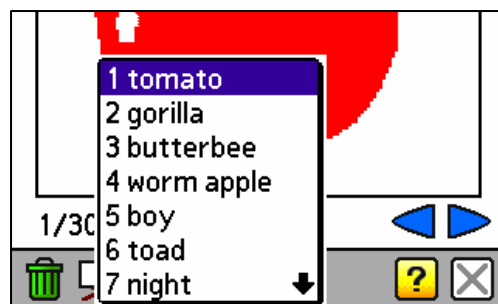 1 tomato
2 gorilla
3 butterbee
4 worm apple
1/30
5 boy
6 toad
7 night
?